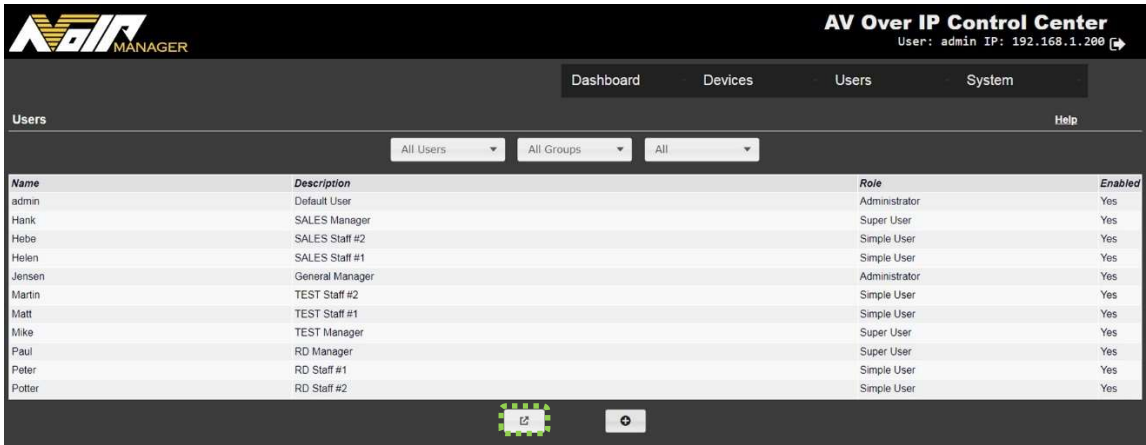 AVoIP MANAGER
AV Over IP Control Center
User: admin IP: 192.168.1.200
Dashboard Devices Users System
Users Help
All Users All Groups All
Name Description Role Enabled
admin Default User Administrator Yes
Hank SALES Manager Super User Yes
Hebe SALES Staff #2 Simple User Yes
Helen SALES Staff #1 Simple User Yes
Jensen General Manager Administrator Yes
Martin TEST Staff #2 Simple User Yes
Matt TEST Staff #1 Simple User Yes
Mike TEST Manager Super User Yes
Paul RD Manager Super User Yes
Peter RD Staff #1 Simple User Yes
Potter RD Staff #2 Simple User Yes